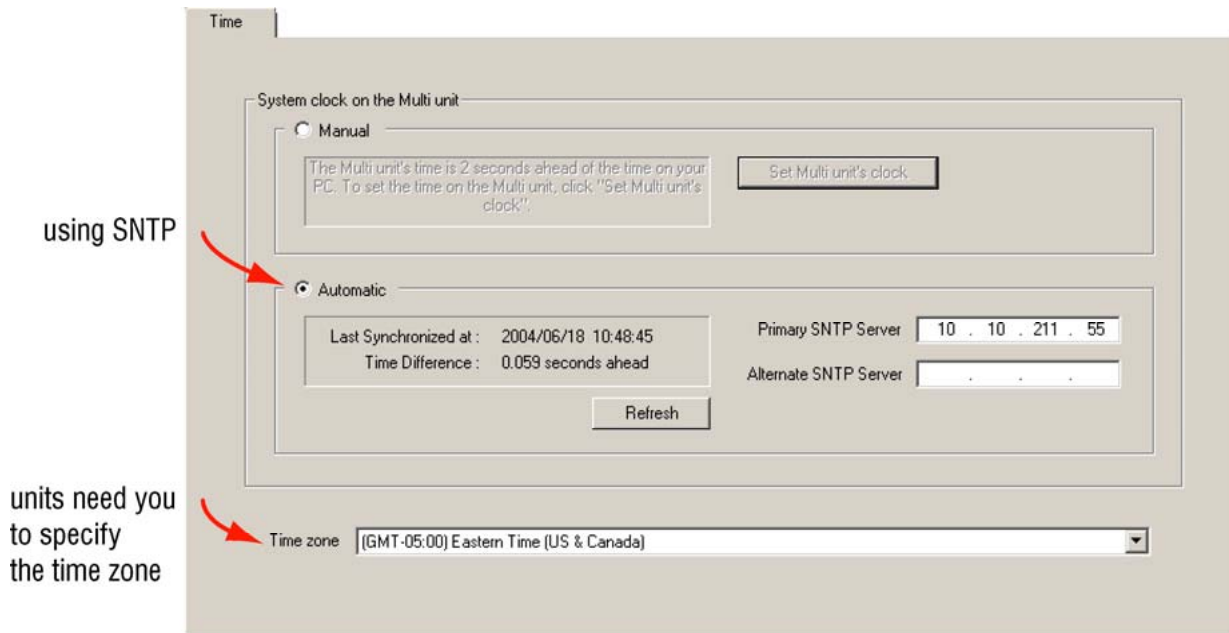 Time
System clock on the Multi unit
Manual
The Multi unit's time is 2 seconds ahead of the time on your
PC. To set the time on the Multi unit, click "Set Multi unit's
clock".
Set Multi unit's clock
using SNTP
Automatic
Last Synchronized at : 2004/06/18 10:48:45
Time Difference : 0.059 seconds ahead
Refresh
Primary SNTP Server 10 . 10 . 211 . 55
Alternate SNTP Server . . .
units need you
to specify
the time zone
Time zone (GMT-05:00) Eastern Time (US & Canada)